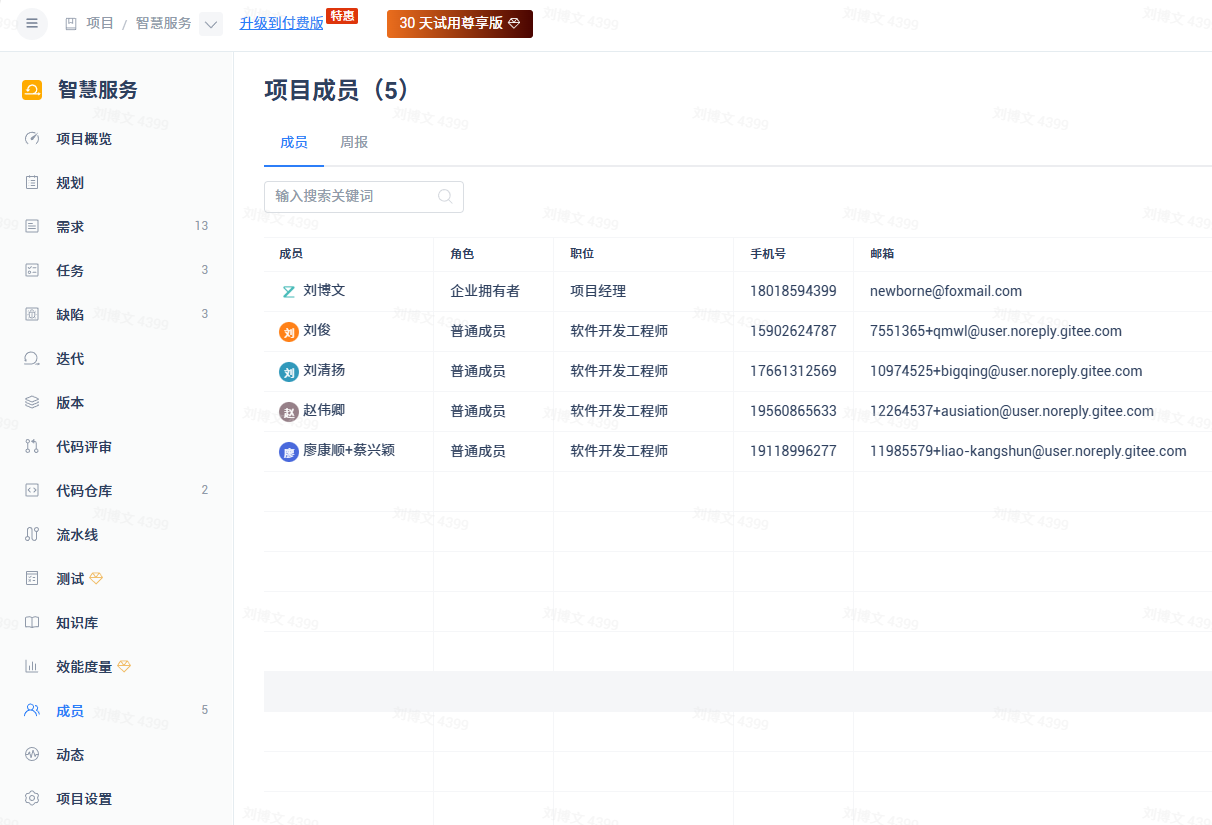 项目 / 智慧服务 升级到付费版 特惠 30 天试用尊享版
智慧服务
项目概览
规划
需求 13
任务 3
缺陷 3
迭代
版本
代码评审
代码仓库 2
流水线
测试
知识库
效能度量
成员 5
动态
项目设置
项目成员（5）
成员 周报
输入搜索关键词
成员 角色 职位 手机号 邮箱
刘博文 企业拥有者 项目经理 18018594399 newborne@foxmail.com
刘 刘俊 普通成员 软件开发工程师 15902624787 7551365+qmwl@user.noreply.gitee.com
刘 刘清扬 普通成员 软件开发工程师 17661312569 10974525+bigqing@user.noreply.gitee.com
赵 赵伟卿 普通成员 软件开发工程师 19560865633 12264537+ausiation@user.noreply.gitee.com
廖 廖康顺+蔡兴颖 普通成员 软件开发工程师 19118996277 11985579+liao-kangshun@user.noreply.gitee.com
刘博文 4399